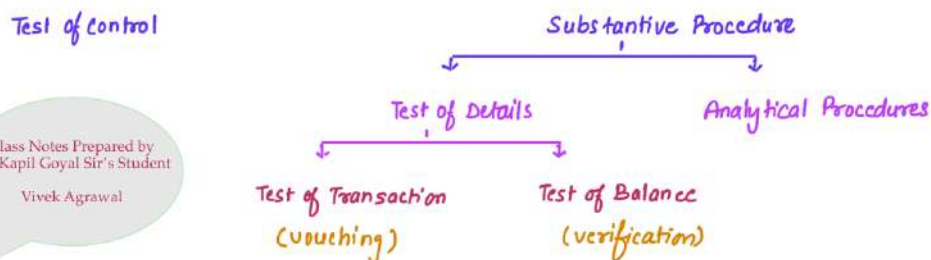 Test of Control
Substantive Procedure
Test of Details
Analytical Procedures
lass Notes Prepared by
Kapil Goyal Sir's Student
Vivek Agrawal
Test of Transaction
Test of Balance
(vouching)
(verification)